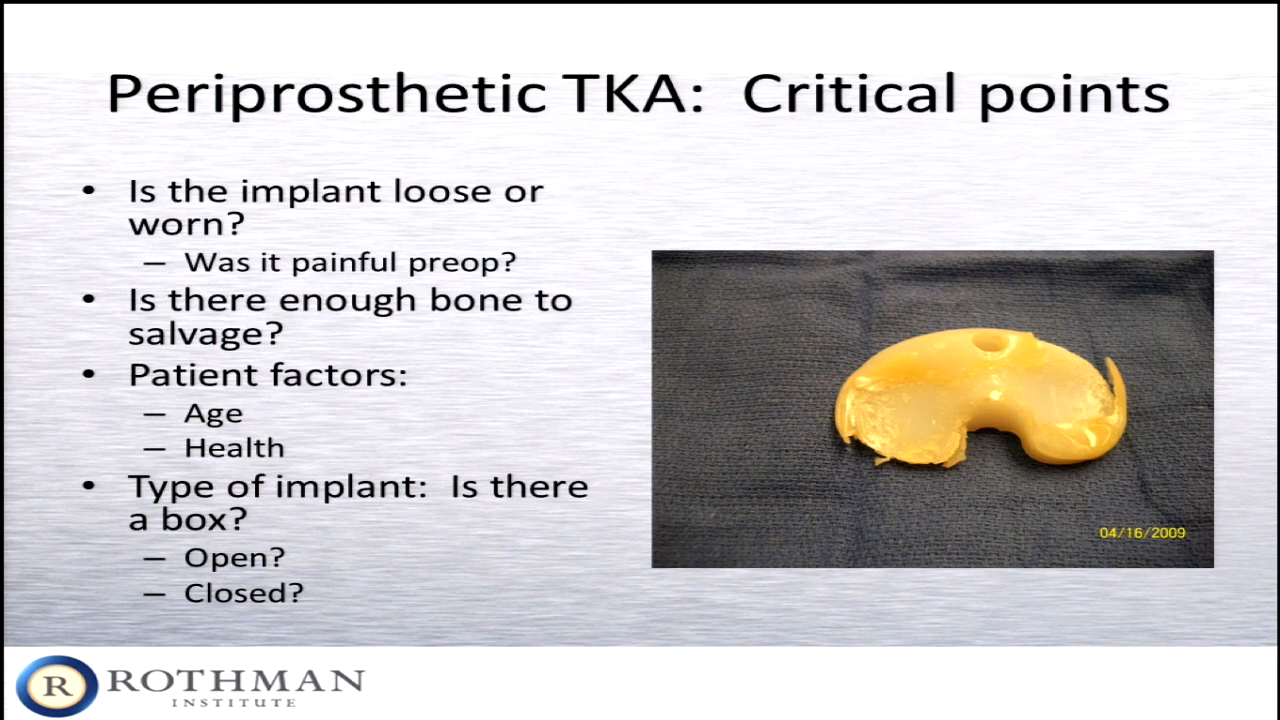 Periprosthetic TKA: Critical points
• Is the implant loose or
worn?
– Was it painful preop?
• Is there enough bone to
salvage?
• Patient factors:
– Age
– Health
• Type of implant: Is there
a box?
– Open?
– Closed?
04/16/2009
R ROTHMAN
INSTITUTE